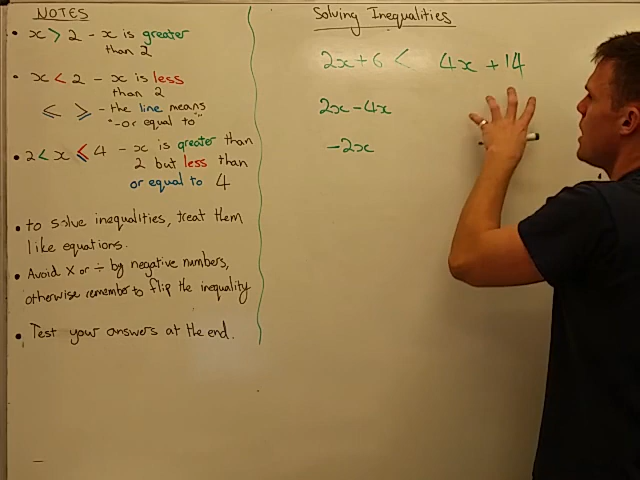 NOTES
• x > 2 - x is greater
than 2
• x < 2 - x is less
than 2
≤ ≥ - the line means
"-or equal to"
• 2 < x ≤ 4 - x is greater than
2 but less than
or equal to 4
• to solve inequalities, treat them
like equations.
• Avoid × or ÷ by negative numbers,
otherwise remember to flip the inequality
• Test your answers at the end.
Solving Inequalities
2x + 6 < 4x + 14
2x - 4x
- 2x